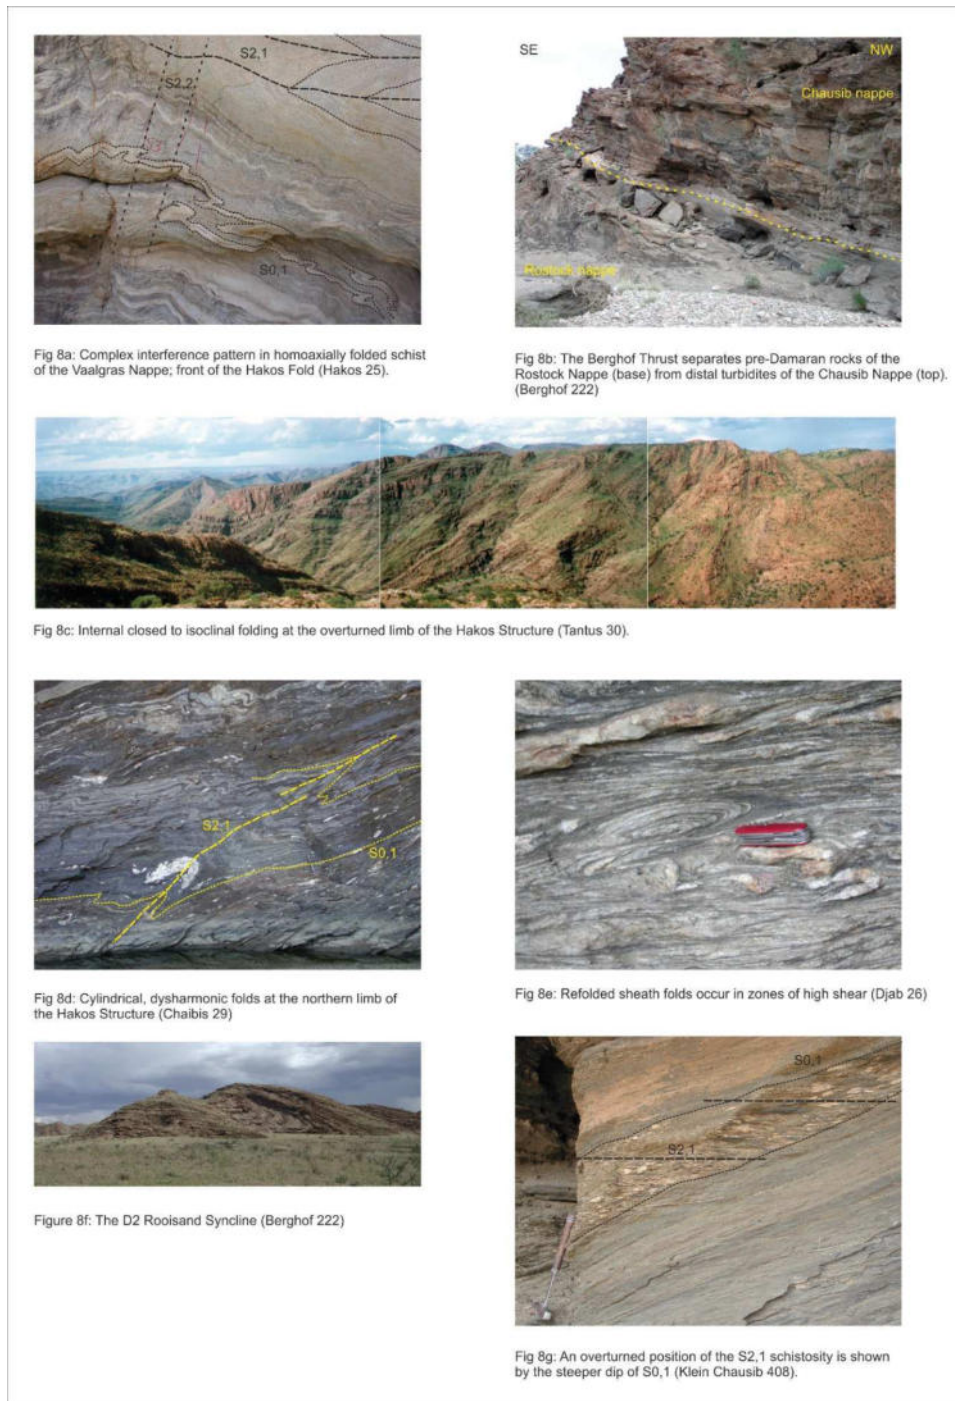 S2,1
S2,2
S0,1
Fig 8a: Complex interference pattern in homoaxially folded schist
of the Vaalgras Nappe; front of the Hakos Fold (Hakos 25).
SE
NW
Chausib nappe
Rostock nappe
Fig 8b: The Berghof Thrust separates pre-Damaran rocks of the
Rostock Nappe (base) from distal turbidites of the Chausib Nappe (top).
(Berghof 222)
Fig 8c: Internal closed to isoclinal folding at the overturned limb of the Hakos Structure (Tantus 30).
S2,1
S0,1
Fig 8d: Cylindrical, dysharmonic folds at the northern limb of
the Hakos Structure (Chaibis 29)
Fig 8e: Refolded sheath folds occur in zones of high shear (Djab 26)
Figure 8f: The D2 Rooisand Syncline (Berghof 222)
S0,1
S2,1
Fig 8g: An overturned position of the S2,1 schistosity is shown
by the steeper dip of S0,1 (Klein Chausib 408).